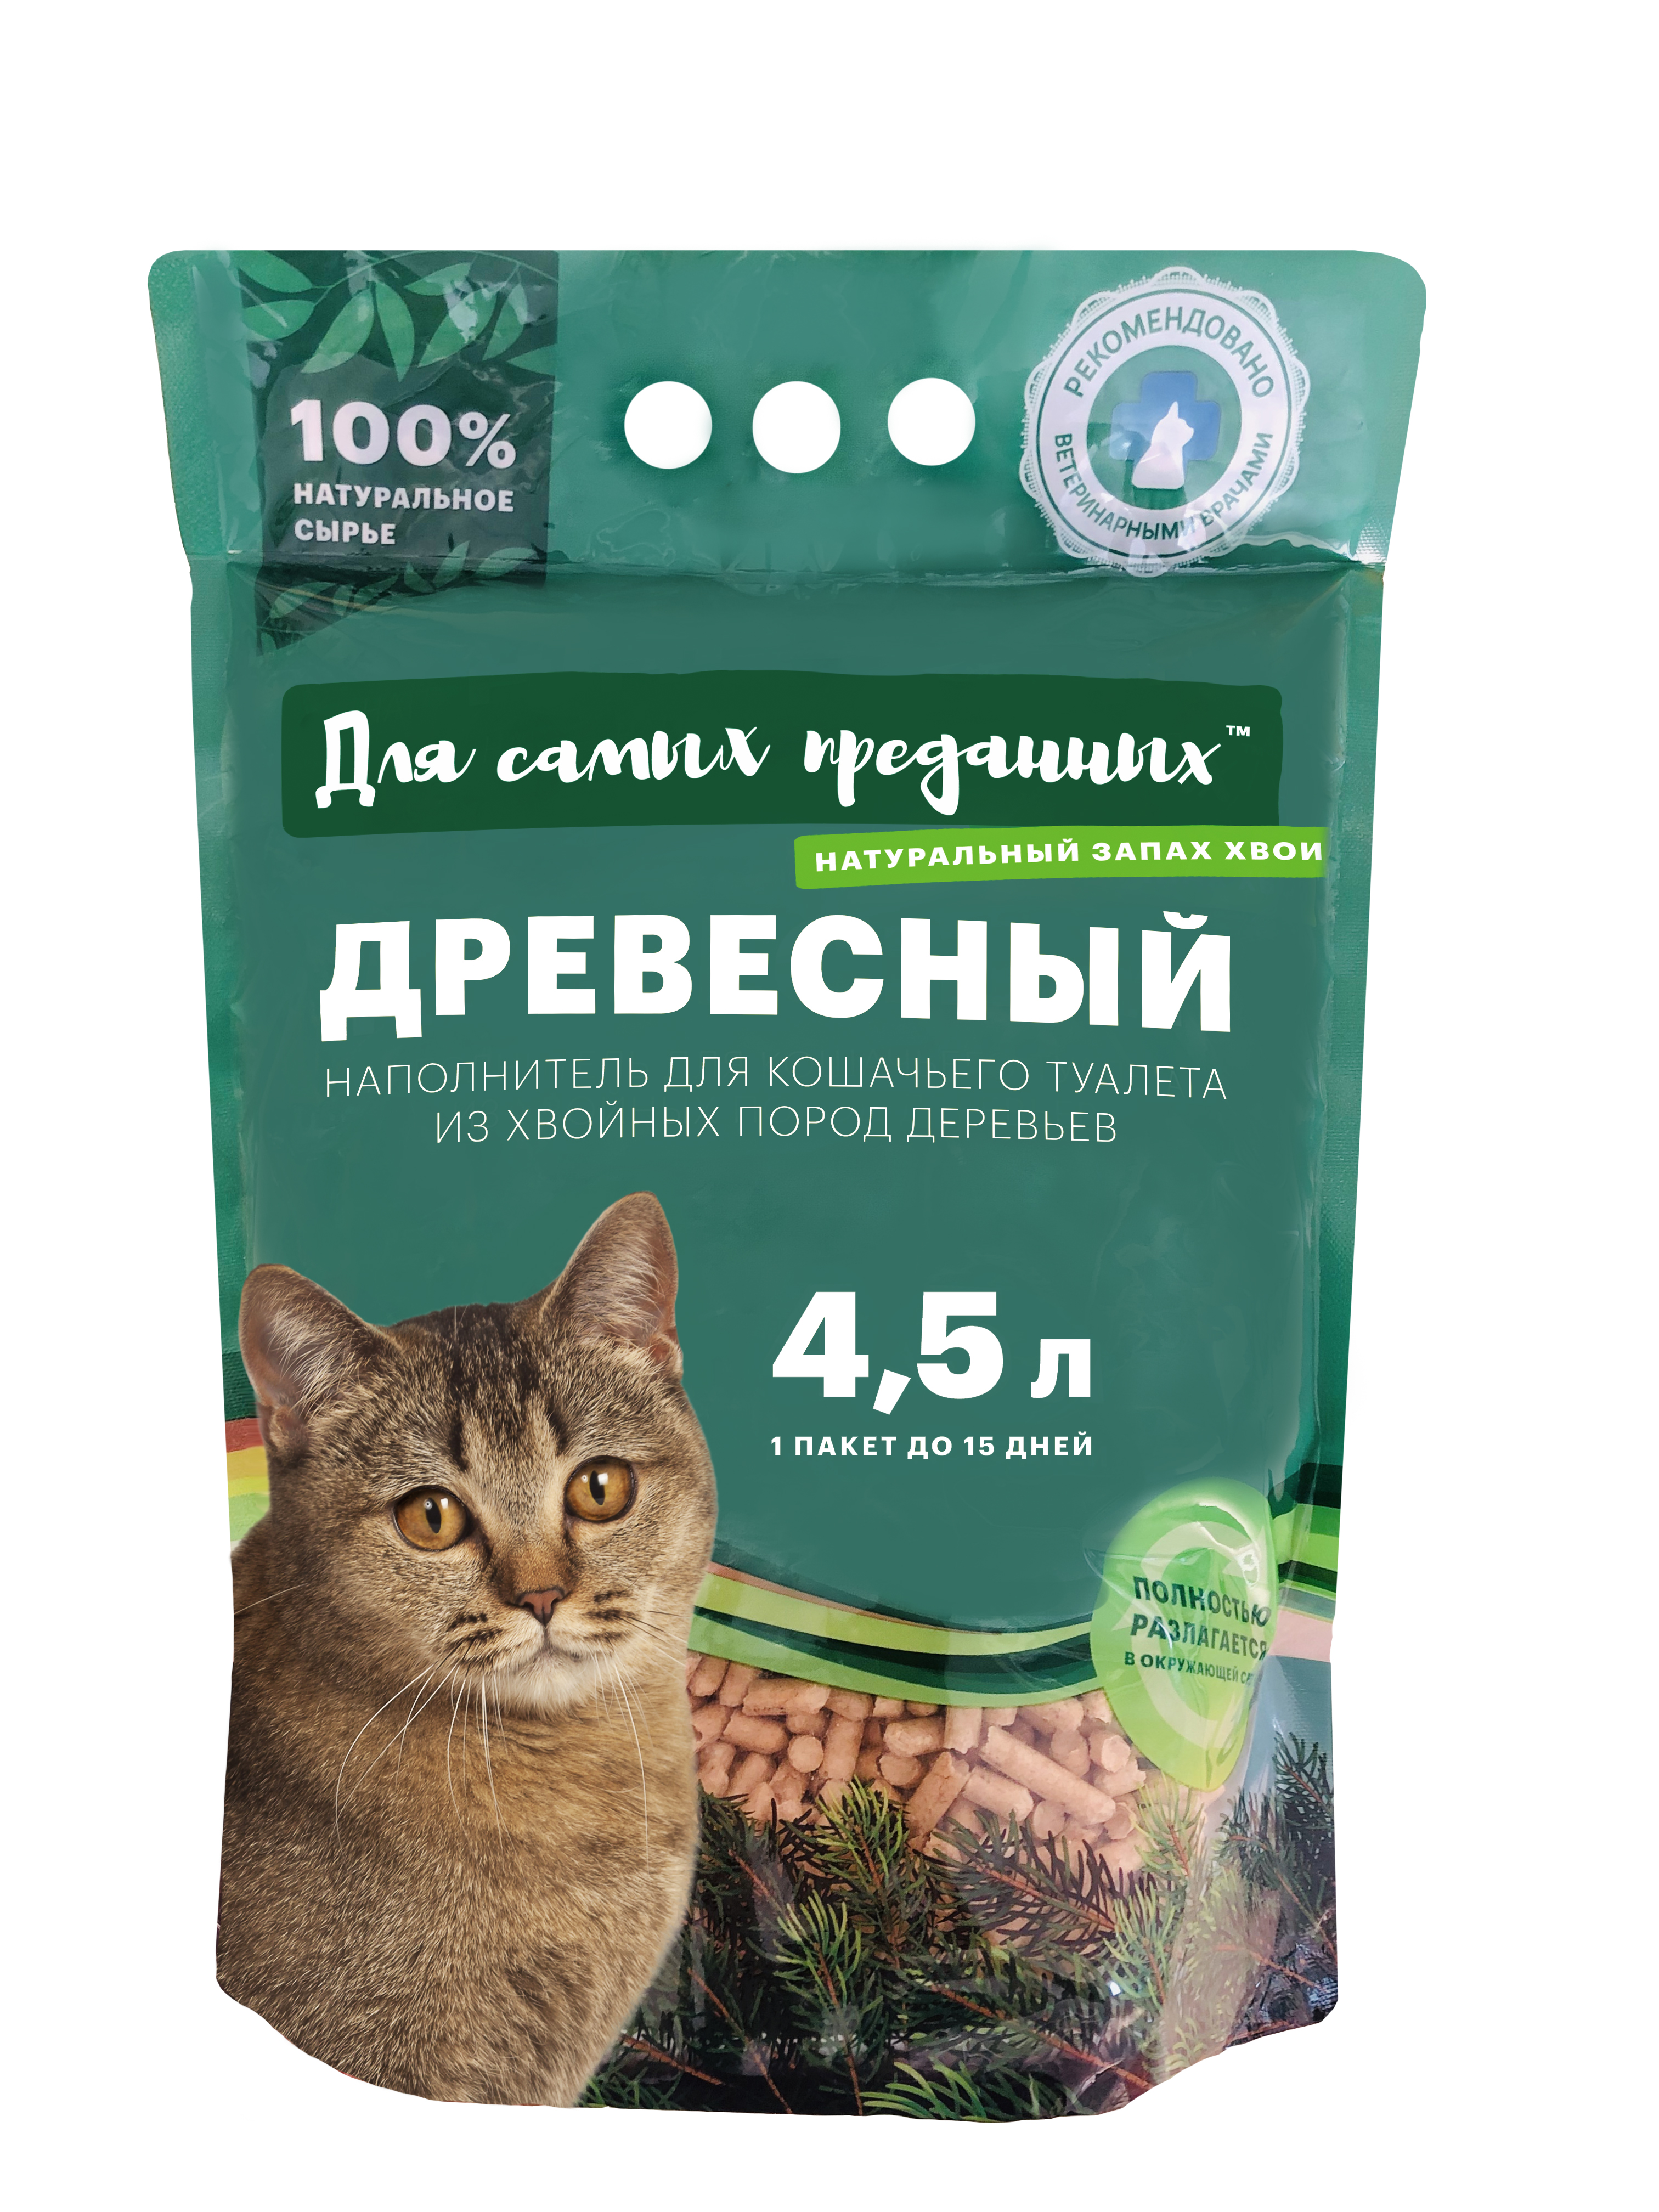 100%
НАТУРАЛЬНОЕ
СЫРЬЕ
РЕКОМЕНДОВАНО
ВЕТЕРИНАРНЫМИ ВРАЧАМИ
Для самых преданных™
НАТУРАЛЬНЫЙ ЗАПАХ ХВОИ
ДРЕВЕСНЫЙ
НАПОЛНИТЕЛЬ ДЛЯ КОШАЧЬЕГО ТУАЛЕТА
ИЗ ХВОЙНЫХ ПОРОД ДЕРЕВЬЕВ
4,5 л
1 ПАКЕТ ДО 15 ДНЕЙ
ПОЛНОСТЬЮ
РАЗЛАГАЕТСЯ
В ОКРУЖАЮЩЕЙ